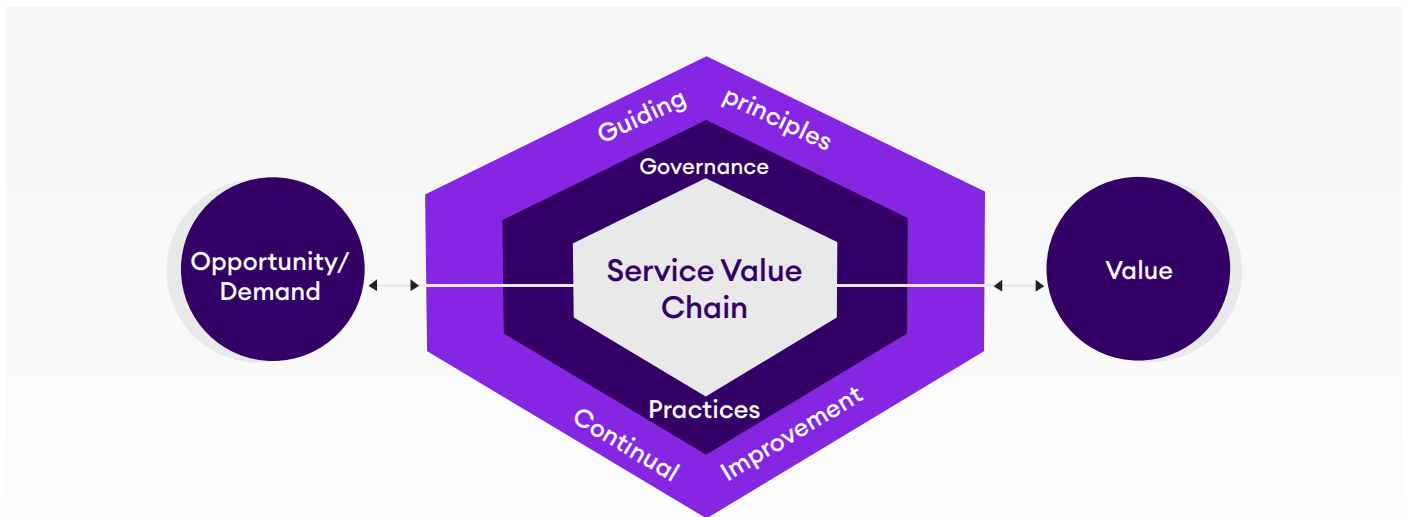 Guiding principles
Governance
Opportunity/
Demand
Service Value
Chain
Value
Practices
Continual Improvement